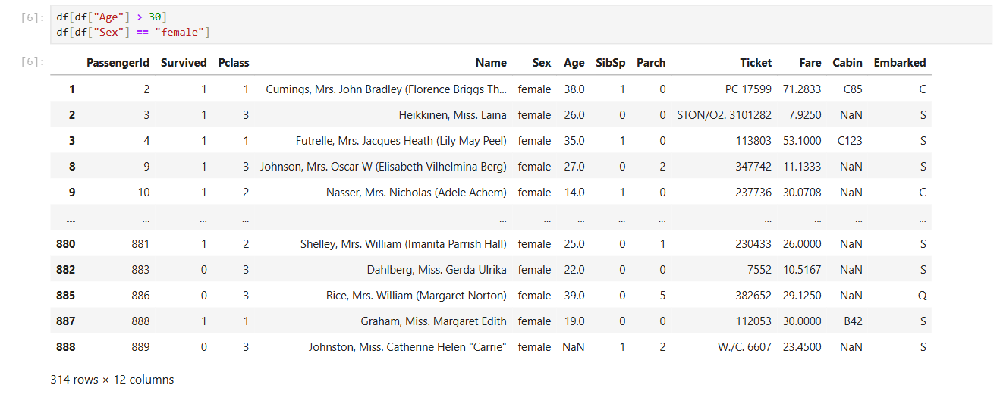 [6]: df[df["Age"] > 30]
df[df["Sex"] == "female"]
[6]: PassengerId Survived Pclass Name Sex Age SibSp Parch Ticket Fare Cabin Embarked
1 2 1 1 Cumings, Mrs. John Bradley (Florence Briggs Th... female 38.0 1 0 PC 17599 71.2833 C85 C
2 3 1 3 Heikkinen, Miss. Laina female 26.0 0 0 STON/O2. 3101282 7.9250 NaN S
3 4 1 1 Futrelle, Mrs. Jacques Heath (Lily May Peel) female 35.0 1 0 113803 53.1000 C123 S
8 9 1 3 Johnson, Mrs. Oscar W (Elisabeth Vilhelmina Berg) female 27.0 0 2 347742 11.1333 NaN S
9 10 1 2 Nasser, Mrs. Nicholas (Adele Achem) female 14.0 1 0 237736 30.0708 NaN C
... ... ... ... ... ... ... ... ... ... ... ... ...
880 881 1 2 Shelley, Mrs. William (Imanita Parrish Hall) female 25.0 0 1 230433 26.0000 NaN S
882 883 0 3 Dahlberg, Miss. Gerda Ulrika female 22.0 0 0 7552 10.5167 NaN S
885 886 0 3 Rice, Mrs. William (Margaret Norton) female 39.0 0 5 382652 29.1250 NaN Q
887 888 1 1 Graham, Miss. Margaret Edith female 19.0 0 0 112053 30.0000 B42 S
888 889 0 3 Johnston, Miss. Catherine Helen "Carrie" female NaN 1 2 W./C. 6607 23.4500 NaN S
314 rows × 12 columns